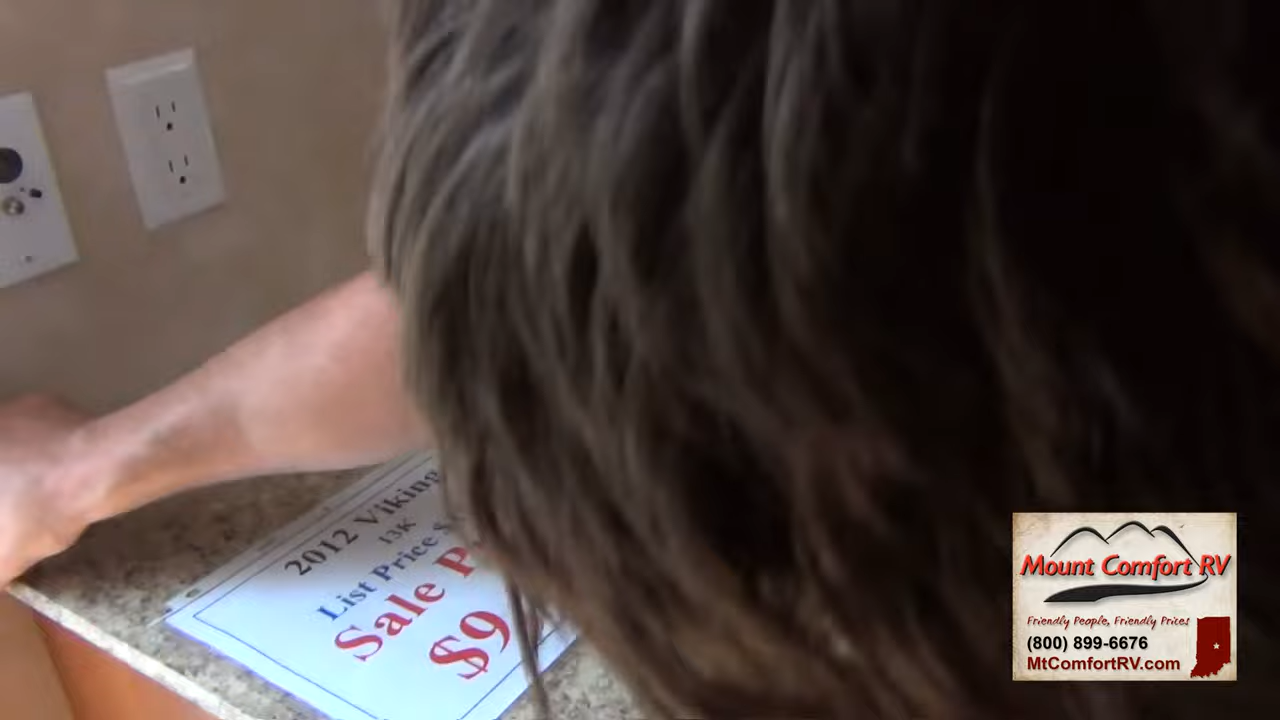 2012 Viking
13K
List Price $
Sale P
$9
Mount Comfort RV
Friendly People, Friendly Prices
(800) 899-6676
MtComfortRV.com